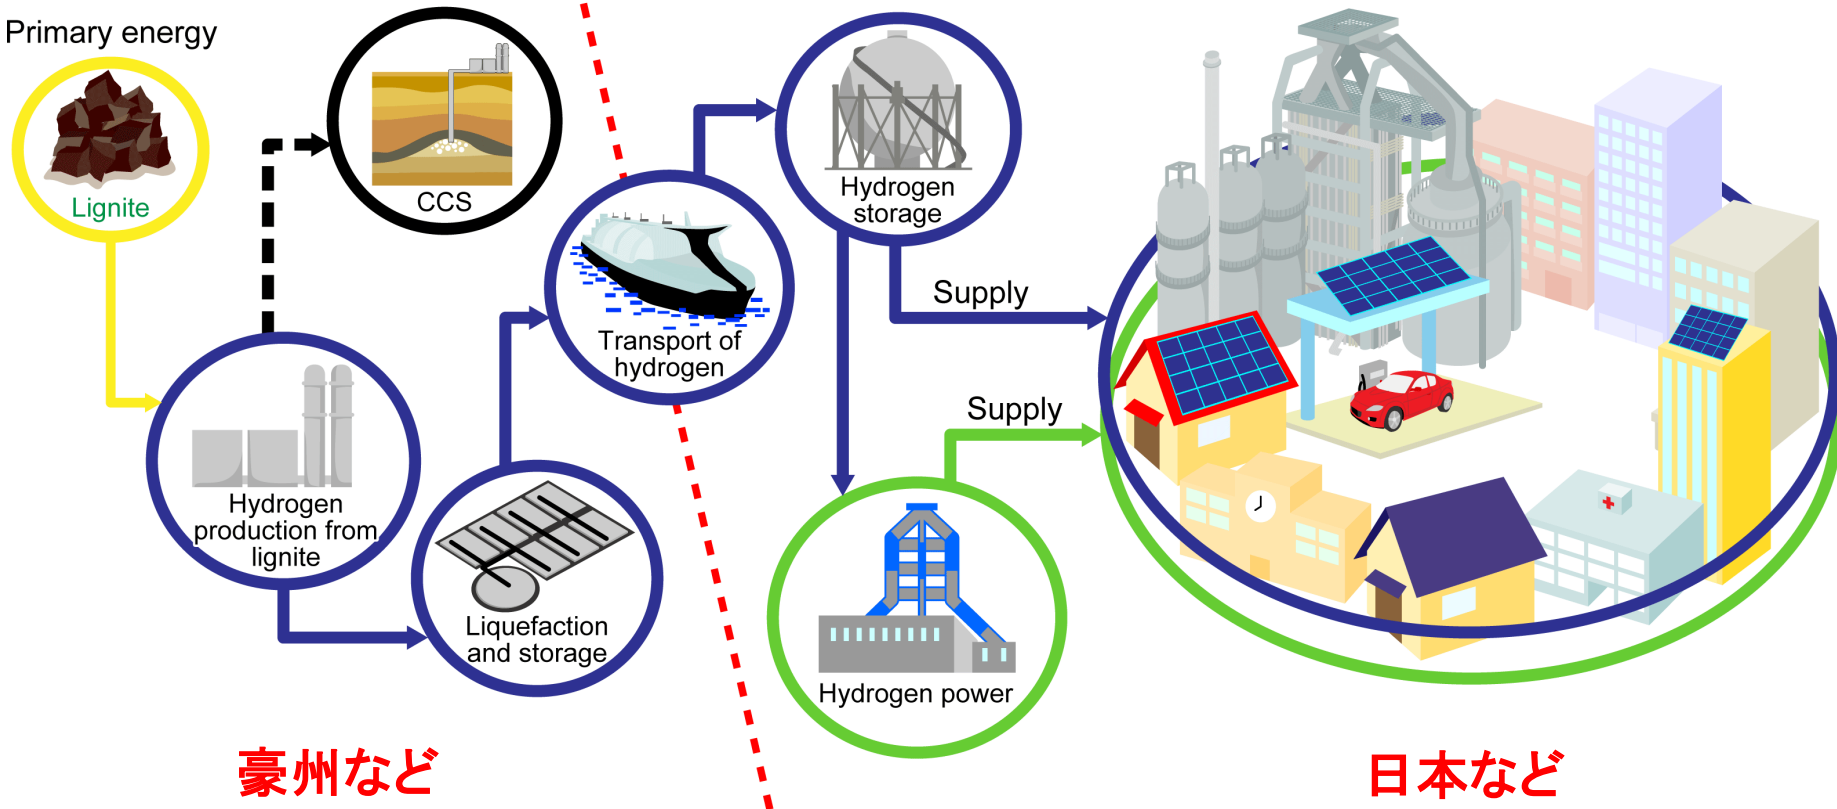 Primary energy
Lignite
CCS
Hydrogen
production from
lignite
Liquefaction
and storage
Transport of
hydrogen
Hydrogen
storage
Supply
Supply
Hydrogen power
豪州など
日本など